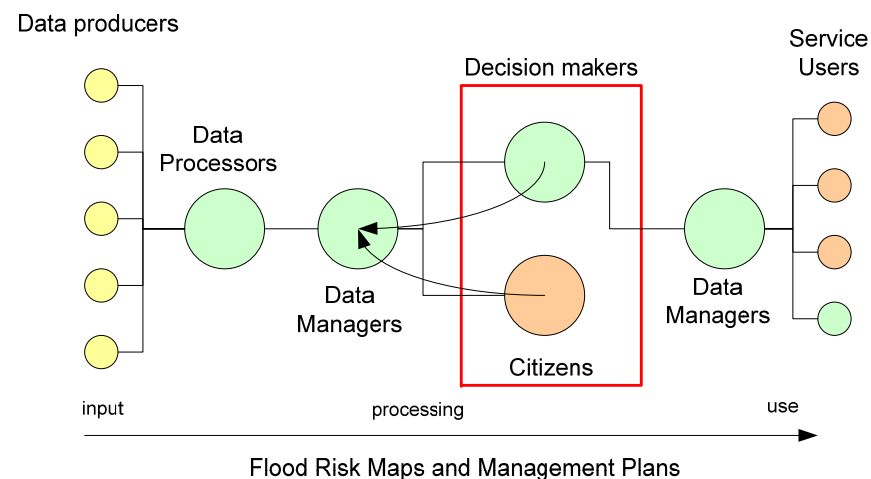 Data producers
Service
Users
Decision makers
Data
Processors
Data
Managers
Data
Managers
Citizens
input
processing
use
Flood Risk Maps and Management Plans